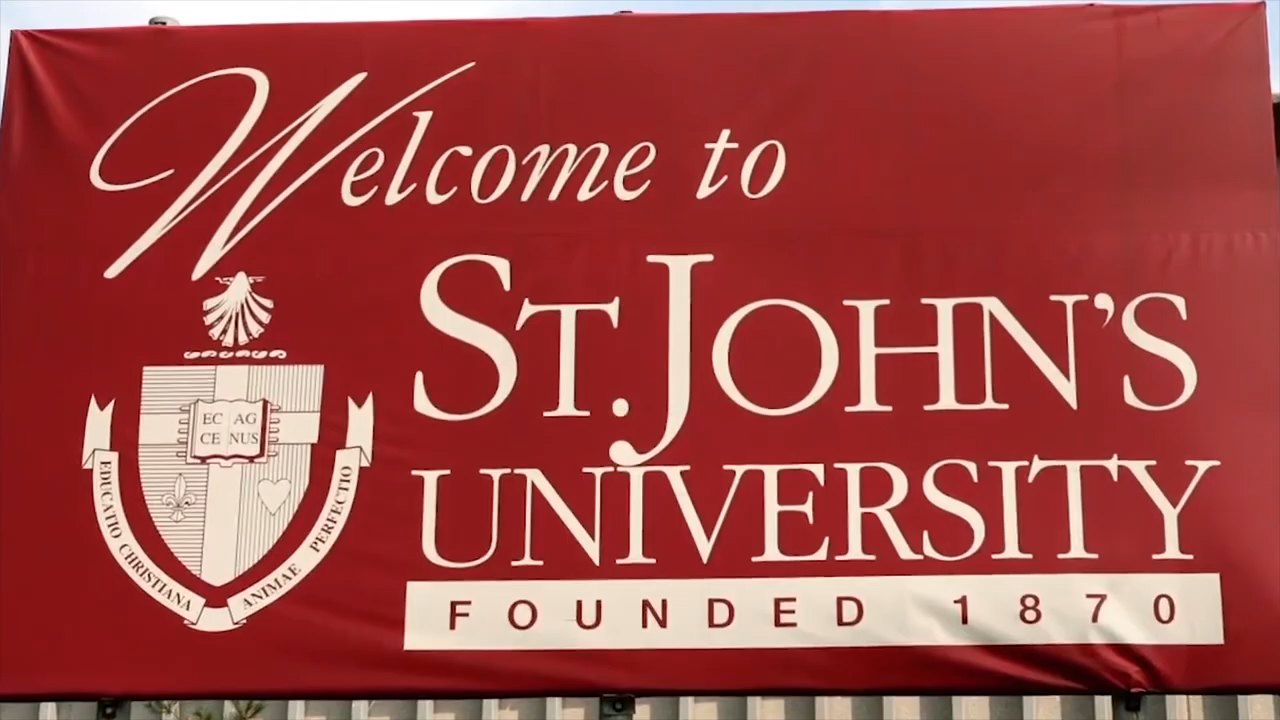 Welcome to
ST. JOHN'S
UNIVERSITY
FOUNDED 1870
EC AG
CE NUS
EDUCATIO CHRISTIANA ANIMAE PERFECTIO